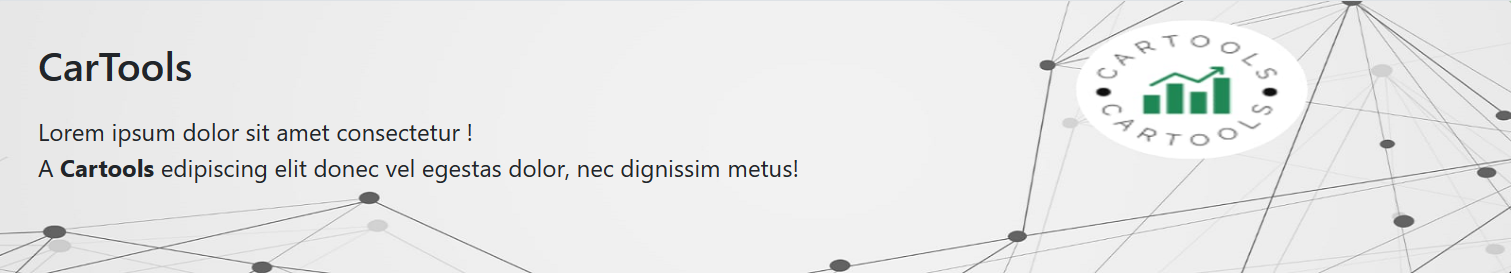 CarTools
Lorem ipsum dolor sit amet consectetur !
A Cartools edipiscing elit donec vel egestas dolor, nec dignissim metus!
CARTOOLS
CARTOOLS